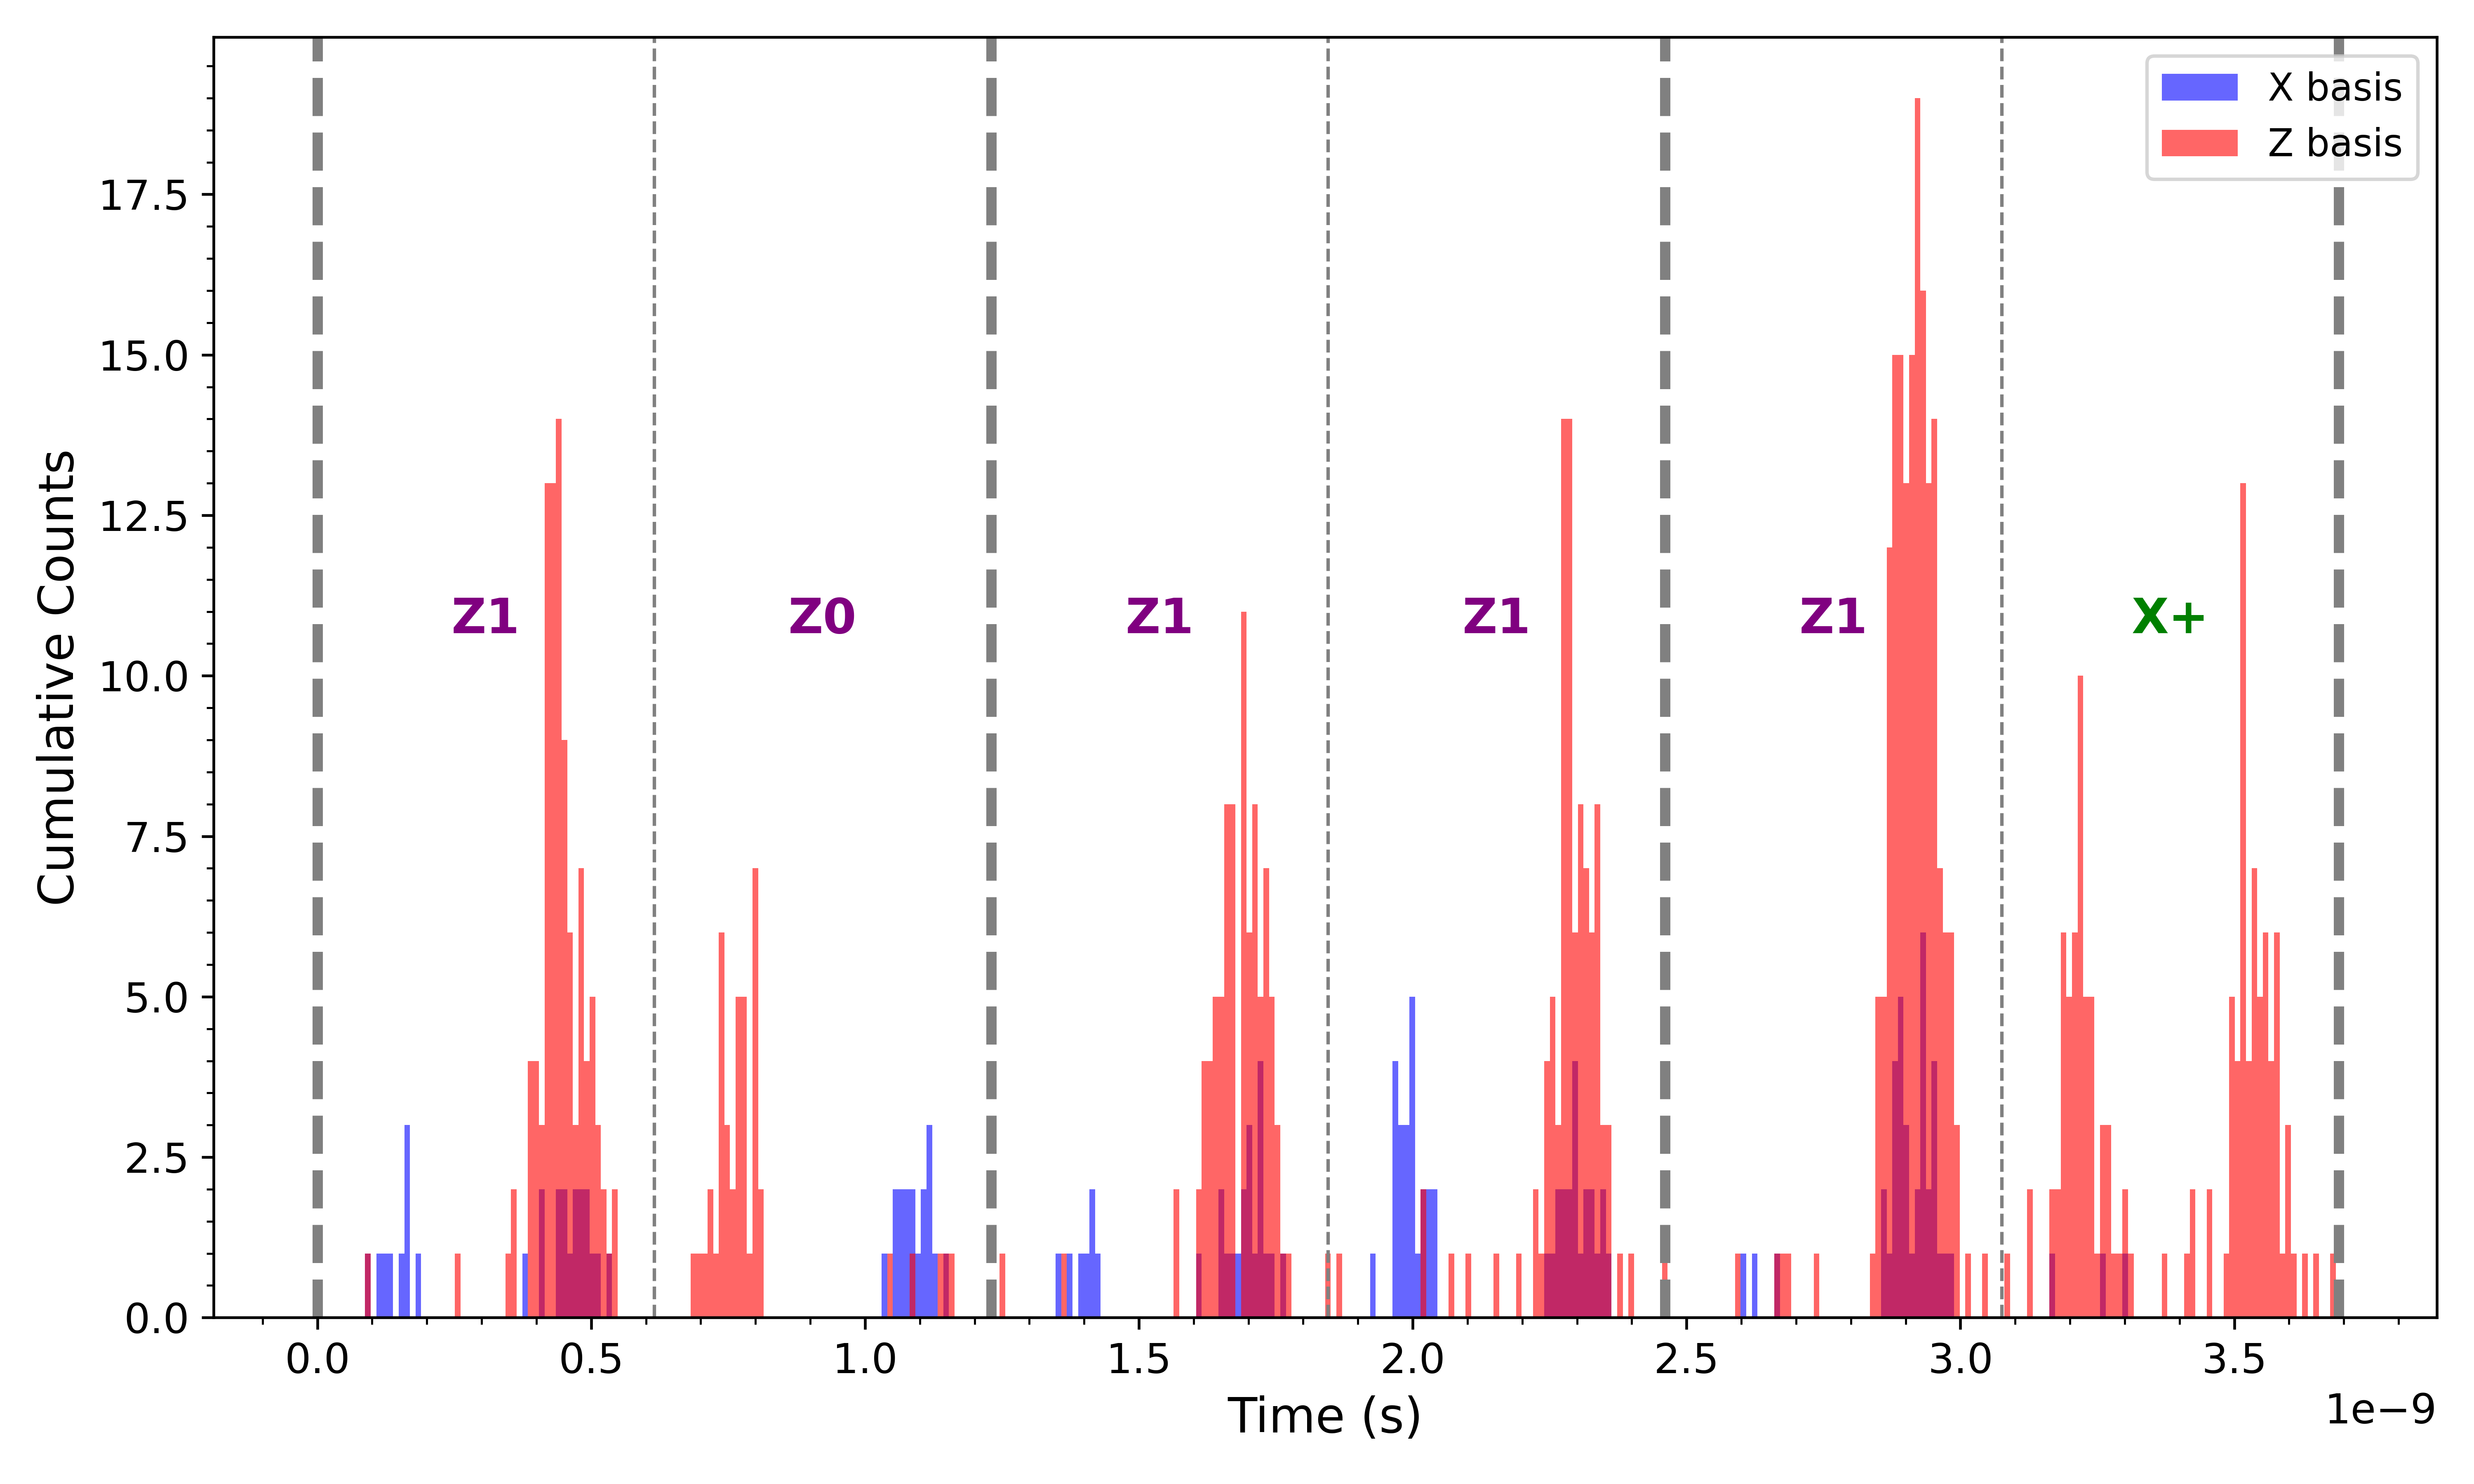 X basis
Z basis
Cumulative Counts
17.5
15.0
12.5
10.0
7.5
5.0
2.5
0.0
Z1 Z0 Z1 Z1 Z1 X+
0.0 0.5 1.0 1.5 2.0 2.5 3.0 3.5
Time (s)
1e−9